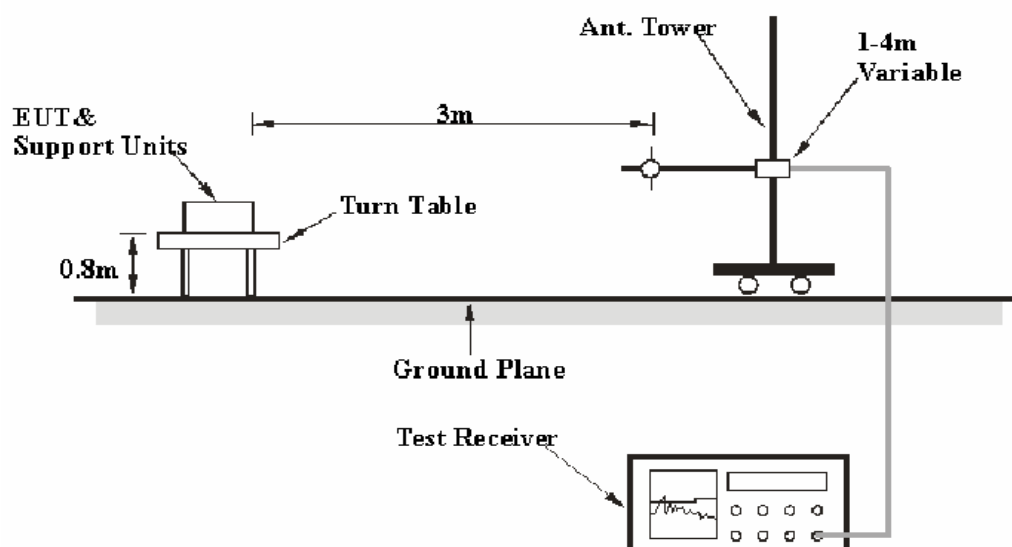 Ant. Tower
1-4m
Variable
3m
EUT&
Support Units
Turn Table
0.8m
Ground Plane
Test Receiver